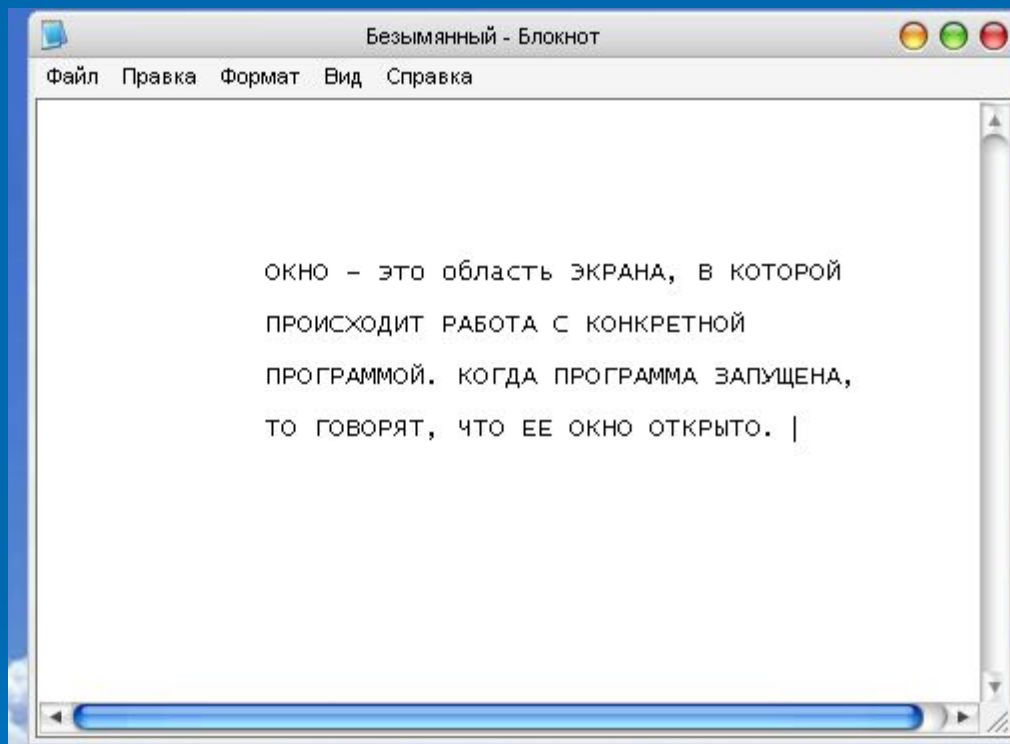 Безымянный - Блокнот
Файл Правка Формат Вид Справка
ОКНО – это область ЭКРАНА, В КОТОРОЙ
ПРОИСХОДИТ РАБОТА С КОНКРЕТНОЙ
ПРОГРАММОЙ. КОГДА ПРОГРАММА ЗАПУЩЕНА,
ТО ГОВОРЯТ, ЧТО ЕЕ ОКНО ОТКРЫТО.